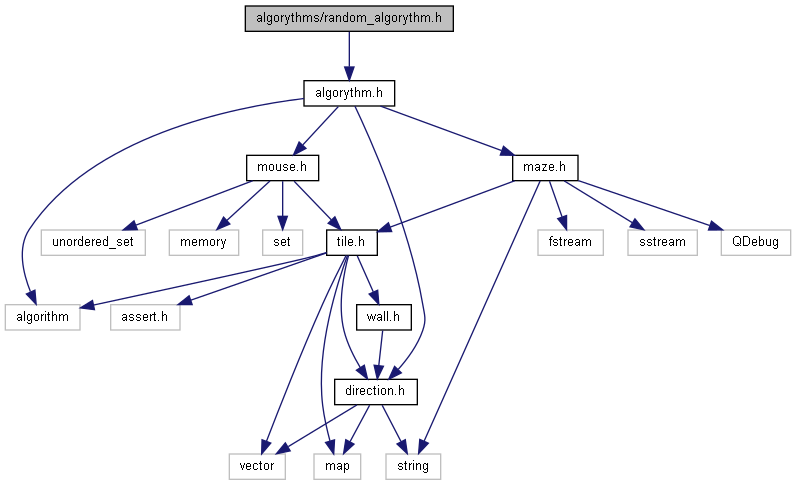 algorythms/random_algorythm.h
algorythm.h
mouse.h
maze.h
unordered_set
memory
set
tile.h
fstream
sstream
QDebug
algorithm
assert.h
wall.h
direction.h
vector
map
string